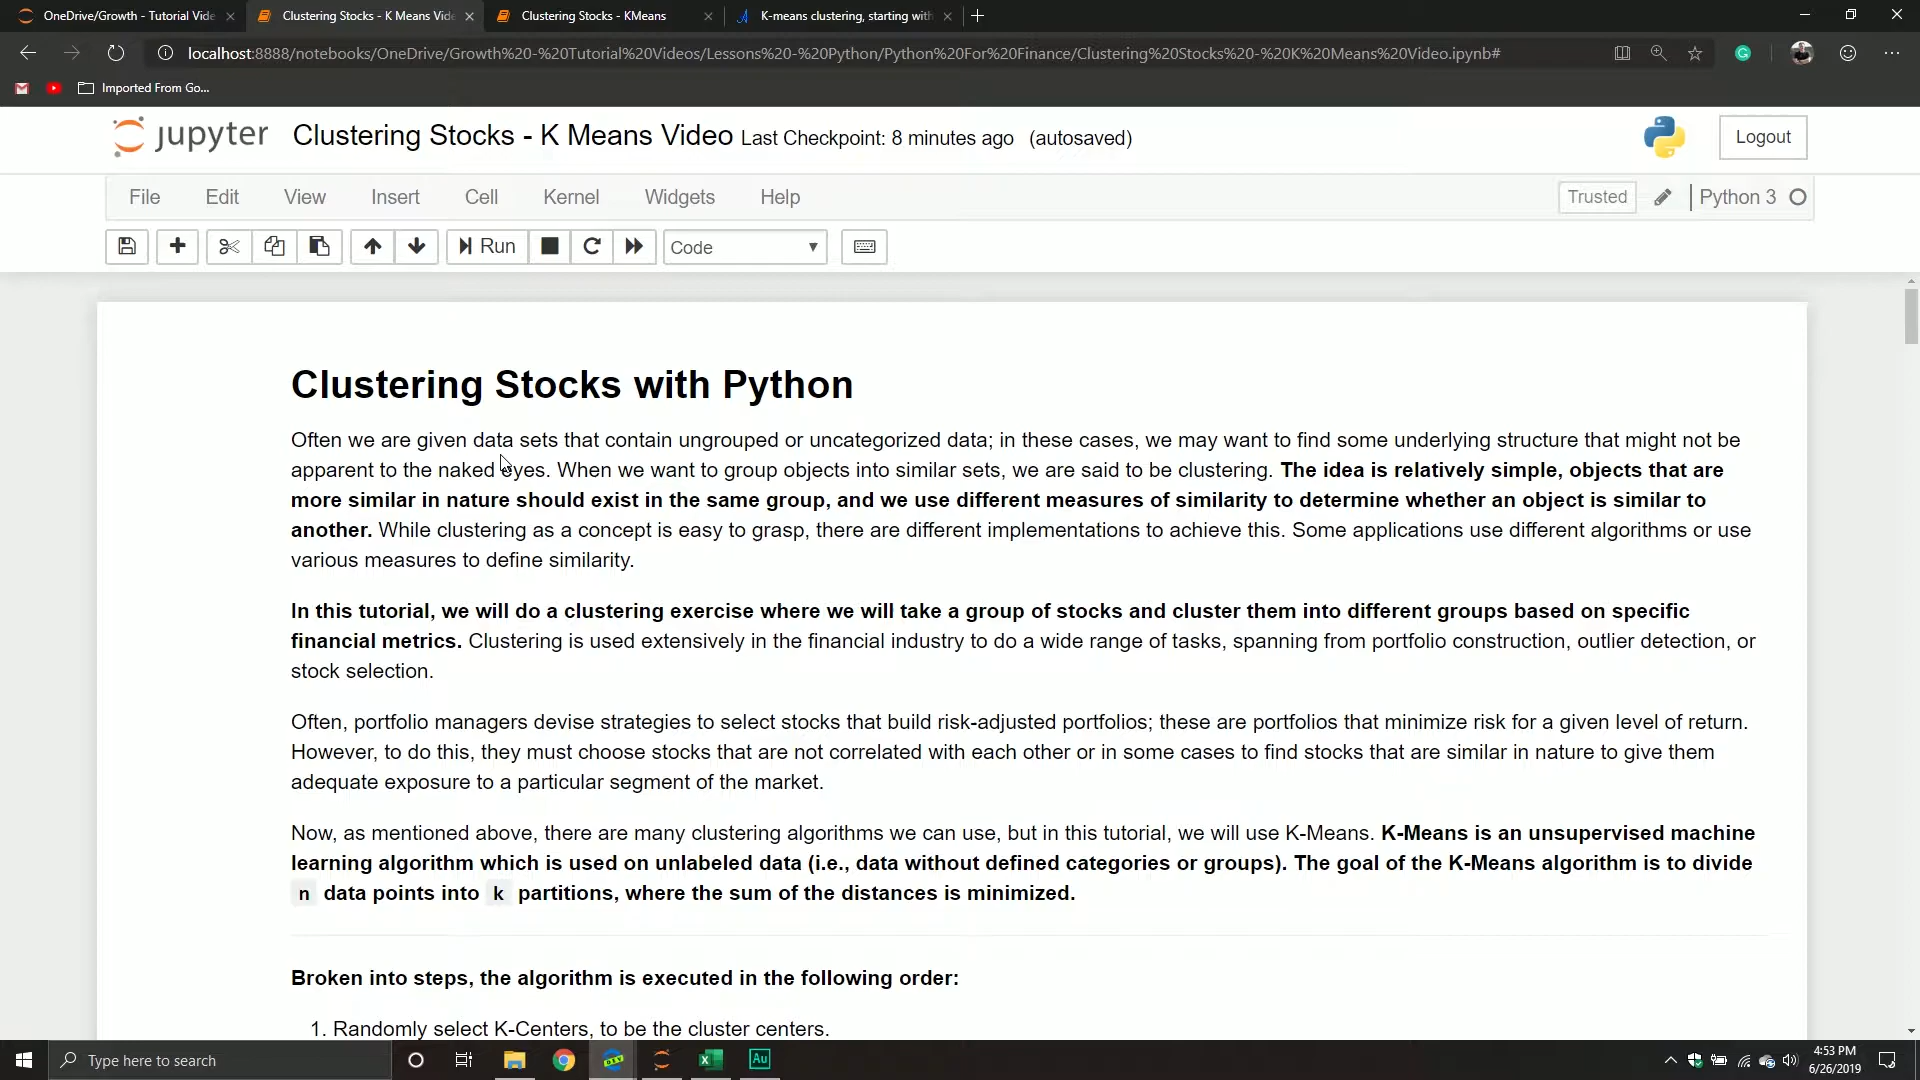 OneDrive/Growth - Tutorial Vide
Clustering Stocks - K Means Vide
Clustering Stocks - KMeans
K-means clustering, starting with
localhost:8888/notebooks/OneDrive/Growth%20-%20Tutorial%20Videos/Lessons%20-%20Python/Python%20For%20Finance/Clustering%20Stocks%20-%20K%20Means%20Video.ipynb#
Imported From Go...
jupyter
Clustering Stocks - K Means Video Last Checkpoint: 8 minutes ago (autosaved)
Logout
File Edit View Insert Cell Kernel Widgets Help
Trusted
Python 3
Run
Code
Clustering Stocks with Python
Often we are given data sets that contain ungrouped or uncategorized data; in these cases, we may want to find some underlying structure that might not be
apparent to the naked eyes. When we want to group objects into similar sets, we are said to be clustering. The idea is relatively simple, objects that are
more similar in nature should exist in the same group, and we use different measures of similarity to determine whether an object is similar to
another. While clustering as a concept is easy to grasp, there are different implementations to achieve this. Some applications use different algorithms or use
various measures to define similarity.
In this tutorial, we will do a clustering exercise where we will take a group of stocks and cluster them into different groups based on specific
financial metrics. Clustering is used extensively in the financial industry to do a wide range of tasks, spanning from portfolio construction, outlier detection, or
stock selection.
Often, portfolio managers devise strategies to select stocks that build risk-adjusted portfolios; these are portfolios that minimize risk for a given level of return.
However, to do this, they must choose stocks that are not correlated with each other or in some cases to find stocks that are similar in nature to give them
adequate exposure to a particular segment of the market.
Now, as mentioned above, there are many clustering algorithms we can use, but in this tutorial, we will use K-Means. K-Means is an unsupervised machine
learning algorithm which is used on unlabeled data (i.e., data without defined categories or groups). The goal of the K-Means algorithm is to divide
n data points into k partitions, where the sum of the distances is minimized.
Broken into steps, the algorithm is executed in the following order:
1. Randomly select K-Centers, to be the cluster centers.
Type here to search
DEV
Au
4:53 PM
6/26/2019